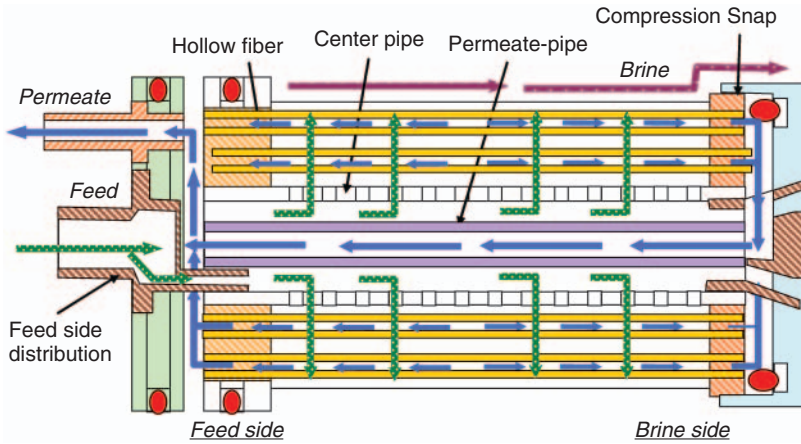 Compression Snap
Hollow fiber
Center pipe
Permeate-pipe
Brine
Permeate
Feed
Feed side
distribution
Feed side
Brine side